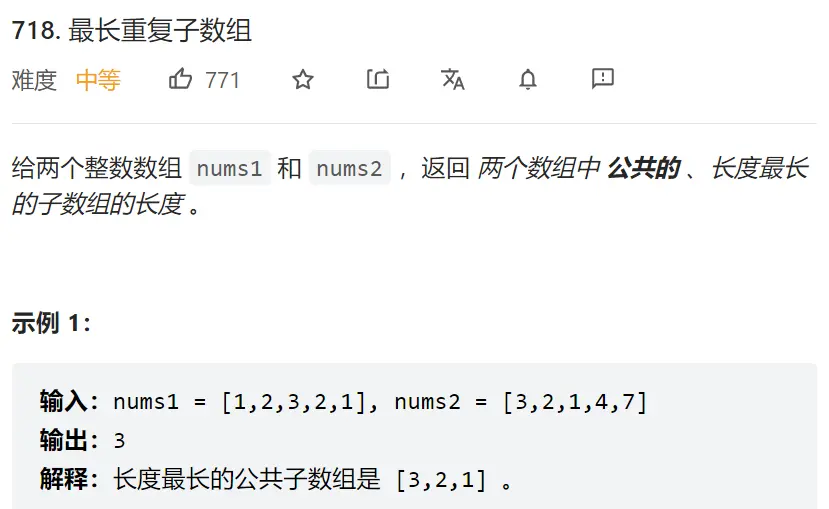 718. 最长重复子数组
难度 中等 771
给两个整数数组 nums1 和 nums2 ，返回 两个数组中 公共的 、长度最长
的子数组的长度 。
示例 1：
输入：nums1 = [1,2,3,2,1], nums2 = [3,2,1,4,7]
输出：3
解释：长度最长的公共子数组是 [3,2,1] 。